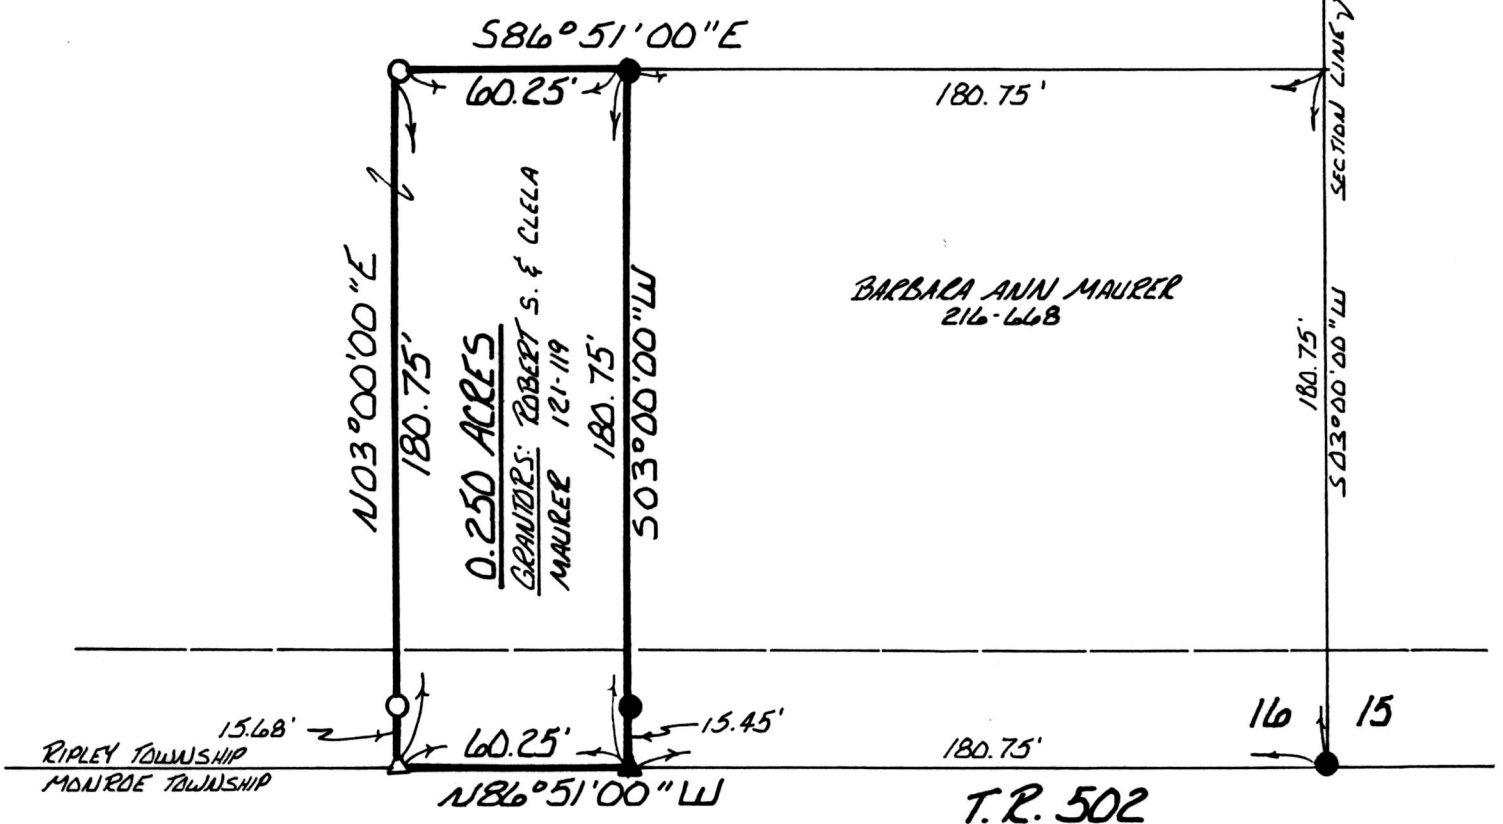 S86°51'00"E
60.25'
180.75'
SECTION LINE
N03°00'00"E
180.75'
0.250 ACRES
GRANTORS: ROBERT S. & CLELA
MAURER 121-119
180.75'
S03°00'00"W
BARBARA ANN MAURER
216-668
180.75'
S03°00'00"W
15.68'
60.25'
15.45'
180.75'
16
15
RIPLEY TOWNSHIP
MONROE TOWNSHIP
N86°51'00"W
T.R. 502